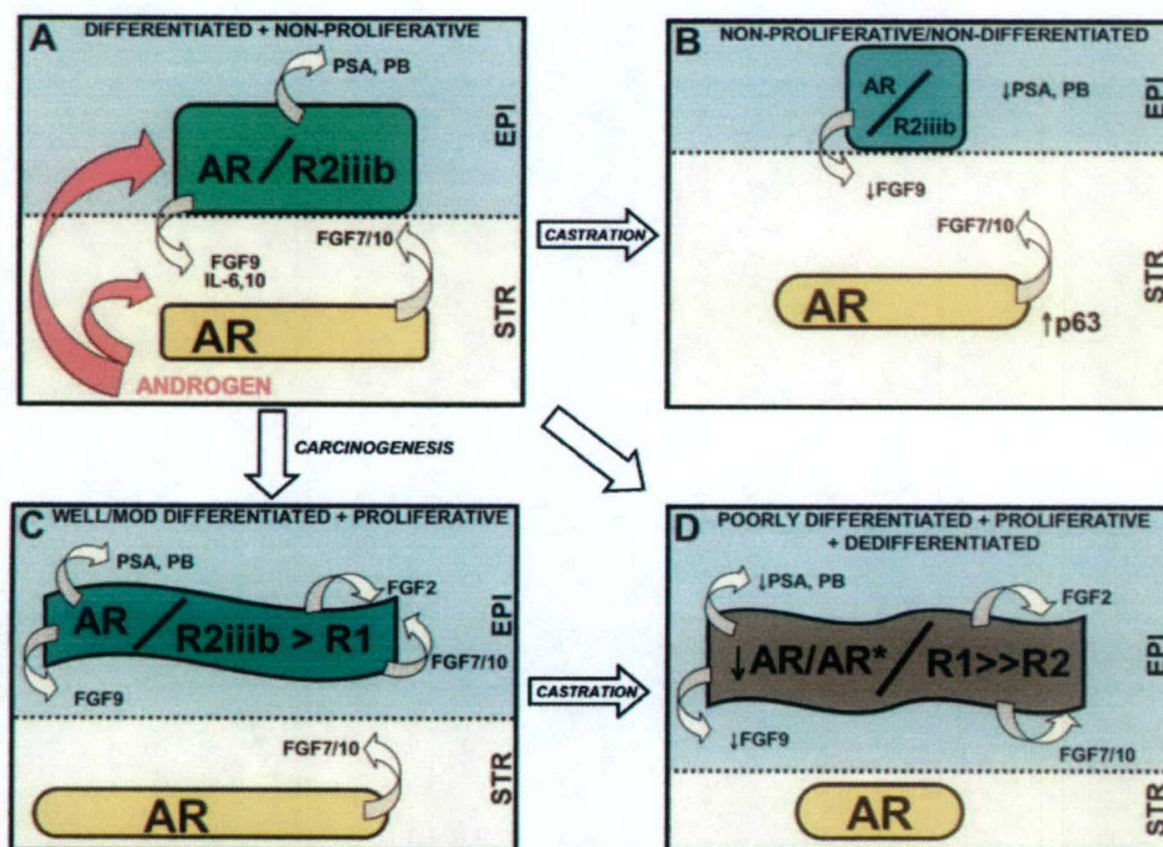 A
DIFFERENTIATED + NON-PROLIFERATIVE
PSA, PB
EPI
AR / R2iiib
FGF7/10
FGF9
IL-6,10
STR
AR
ANDROGEN
CASTRATION
B
NON-PROLIFERATIVE/NON-DIFFERENTIATED
AR
/
R2iiib
↓PSA, PB
EPI
↓FGF9
FGF7/10
STR
AR
↑p63
CARCINOGENESIS
C
WELL/MOD DIFFERENTIATED + PROLIFERATIVE
PSA, PB
FGF2
EPI
AR / R2iiib > R1
FGF7/10
FGF9
FGF7/10
STR
AR
CASTRATION
D
POORLY DIFFERENTIATED + PROLIFERATIVE
+ DEDIFFERENTIATED
↓PSA, PB
FGF2
EPI
↓AR/AR* / R1>>R2
↓FGF9
FGF7/10
STR
AR